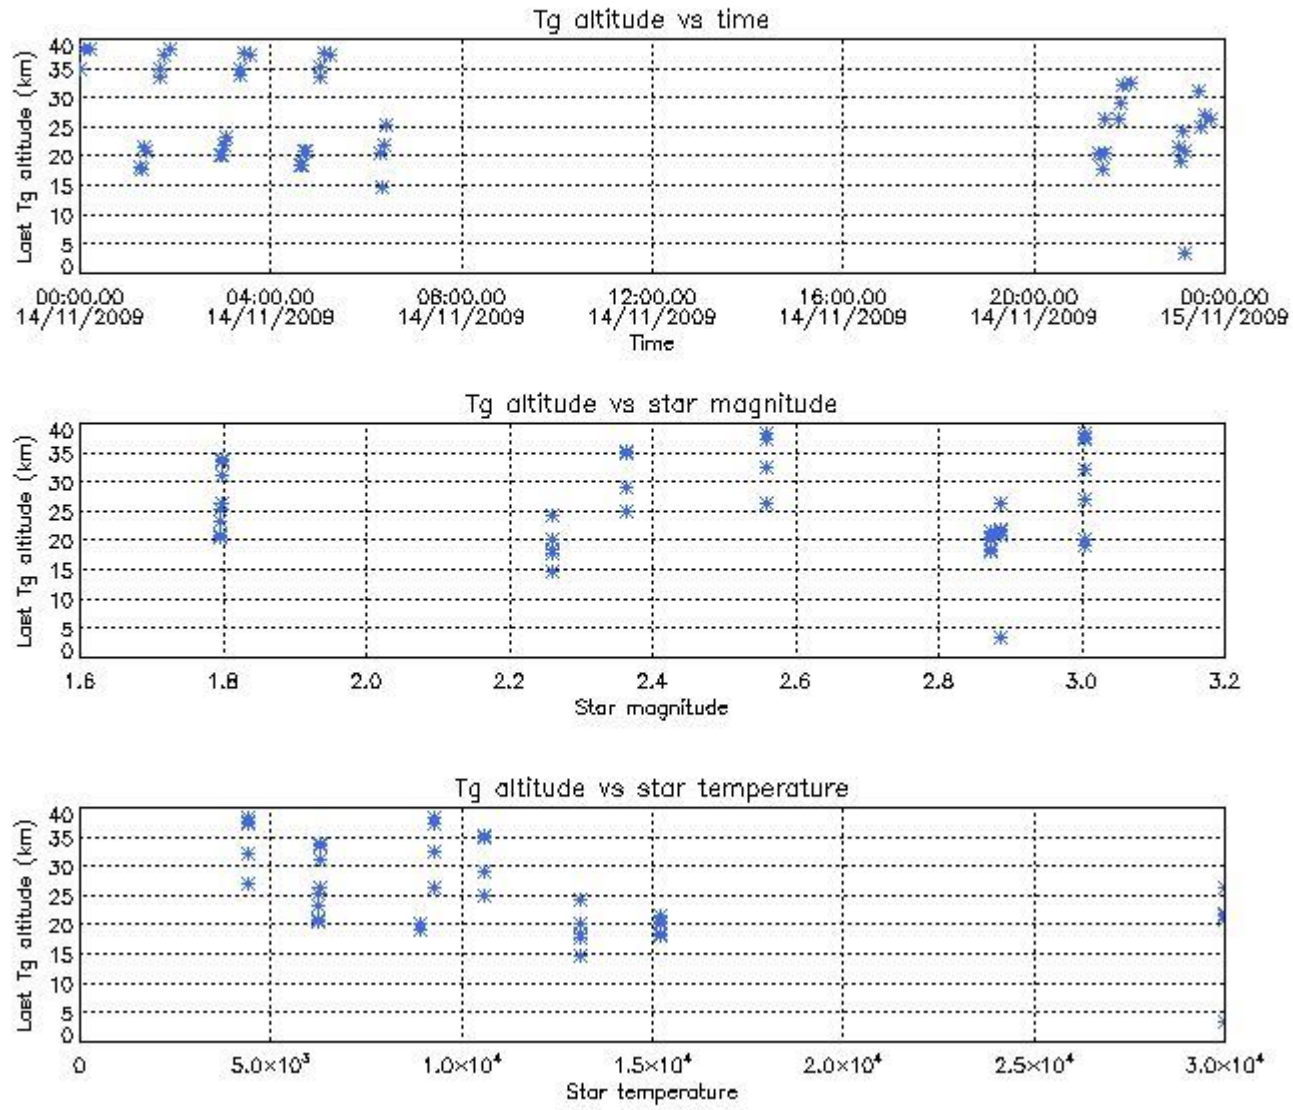 Tg altitude vs time
Last Tg altitude (km)
40
35
30
25
20
15
10
5
0
00:00.00 04:00.00 08:00.00 12:00.00 16:00.00 20:00.00 00:00.00
14/11/2009 14/11/2009 14/11/2009 14/11/2009 14/11/2009 14/11/2009 15/11/2009
Time
Tg altitude vs star magnitude
Last Tg altitude (km)
40
35
30
25
20
15
10
5
0
1.6 1.8 2.0 2.2 2.4 2.6 2.8 3.0 3.2
Star magnitude
Tg altitude vs star temperature
Last Tg altitude (km)
40
35
30
25
20
15
10
5
0
0 5.0×10³ 1.0×10⁴ 1.5×10⁴ 2.0×10⁴ 2.5×10⁴ 3.0×10⁴
Star temperature